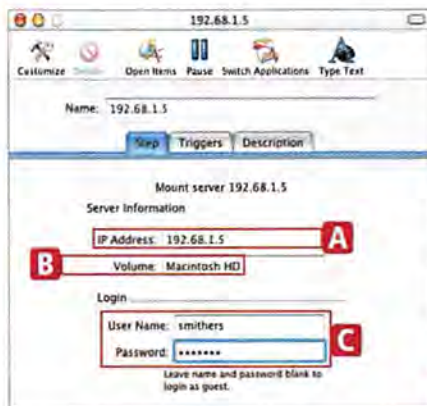 192.68.1.5
Customize Open Items Pause Switch Applications Type Text
Name: 192.68.1.5
Step Triggers Description
Mount server 192.68.1.5
Server Information
IP Address: 192.68.1.5 A
B Volume: Macintosh HD
Login
User Name: smithers
Password: ••••••• C
Leave name and password blank to
login as guest.